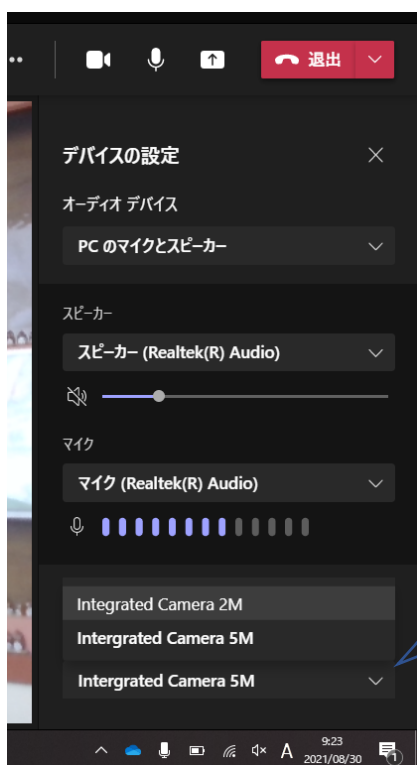 退出
デバイスの設定
オーディオ デバイス
PC のマイクとスピーカー
スピーカー
スピーカー (Realtek(R) Audio)
マイク
マイク (Realtek(R) Audio)
Integrated Camera 2M
Intergrated Camera 5M
Intergrated Camera 5M
A
9:23
2021/08/30
1